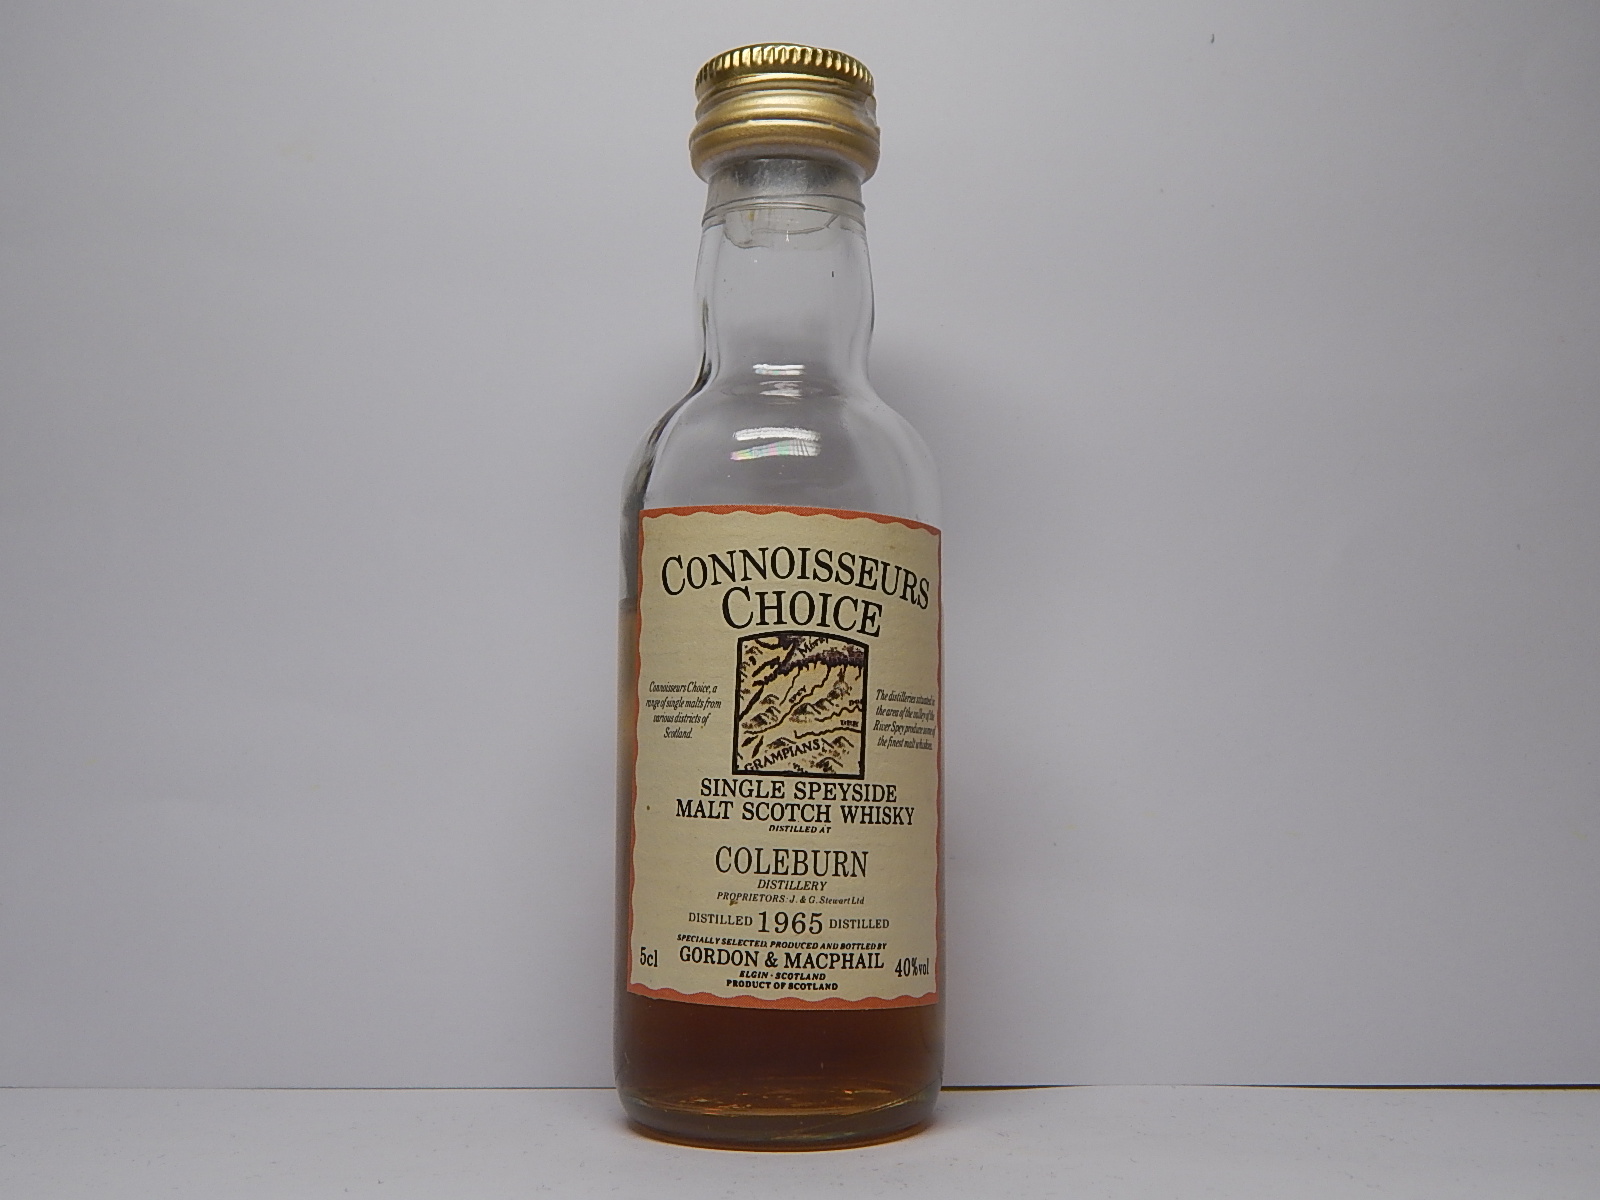 CONNOISSEURS
CHOICE
Connoisseurs Choice, a
range of single malts from
various districts of
Scotland.
Moray
SPEY
DEE
GRAMPIANS
The distilleries situated in
the area of the valley of the
River Spey produce some of
the finest malt whiskies.
SINGLE SPEYSIDE
MALT SCOTCH WHISKY
DISTILLED AT
COLEBURN
DISTILLERY
PROPRIETORS: J. & G. Stewart Ltd
DISTILLED 1965 DISTILLED
SPECIALLY SELECTED, PRODUCED AND BOTTLED BY
5cl GORDON & MACPHAIL 40%vol
ELGIN · SCOTLAND
PRODUCT OF SCOTLAND